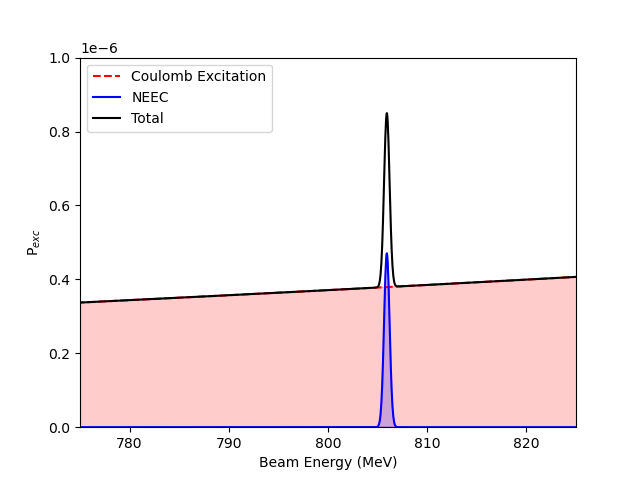 1e−6
1.0
0.8
0.6
0.4
0.2
0.0
P_exc
Coulomb Excitation
NEEC
Total
780 790 800 810 820
Beam Energy (MeV)